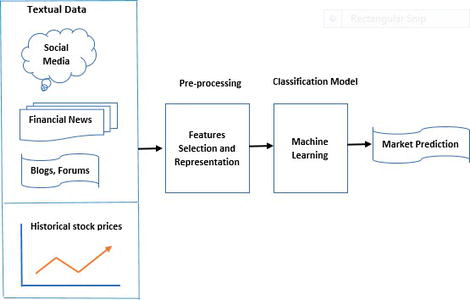 Textual Data
Rectangular Snip
Social
Media
Pre-processing
Classification Model
Financial News
Features
Selection and
Representation
Machine
Learning
Market Prediction
Blogs, Forums
Historical stock prices